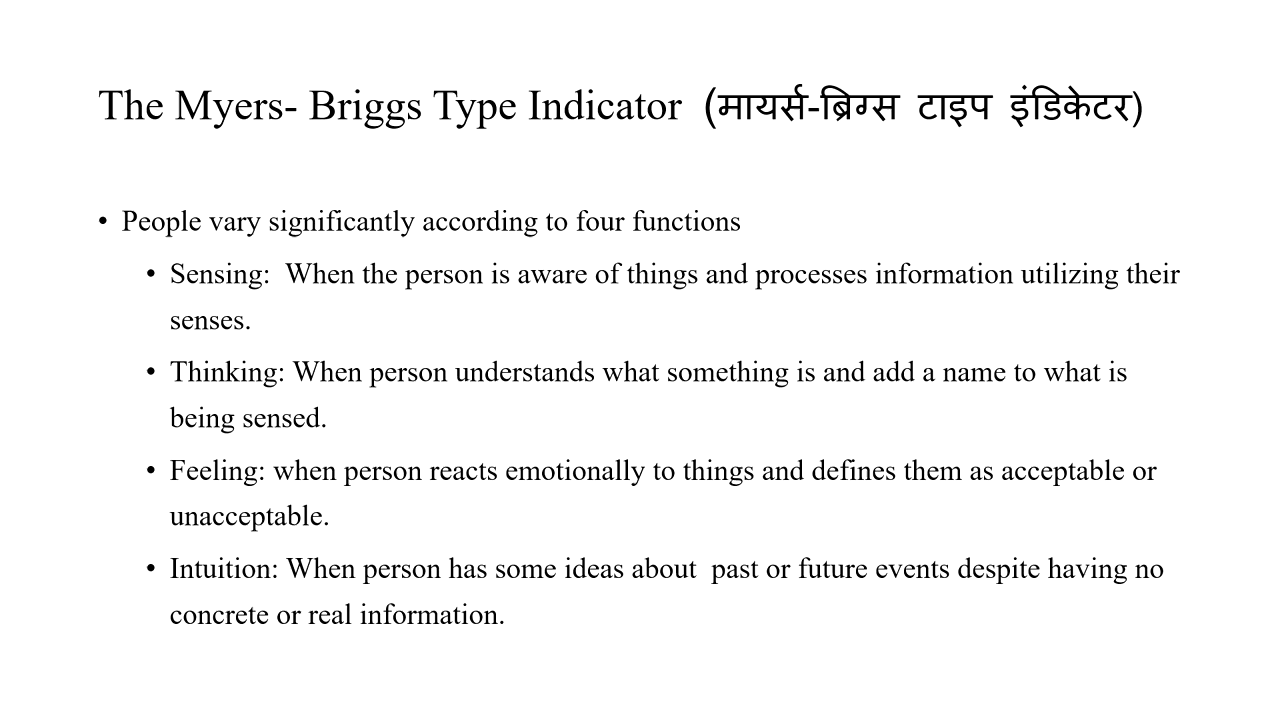 The Myers- Briggs Type Indicator  (मायर्स-ब्रिग्स  टाइप  इंडिकेटर)
• People vary significantly according to four functions
• Sensing:  When the person is aware of things and processes information utilizing their
senses.
• Thinking: When person understands what something is and add a name to what is
being sensed.
• Feeling: when person reacts emotionally to things and defines them as acceptable or
unacceptable.
• Intuition: When person has some ideas about  past or future events despite having no
concrete or real information.